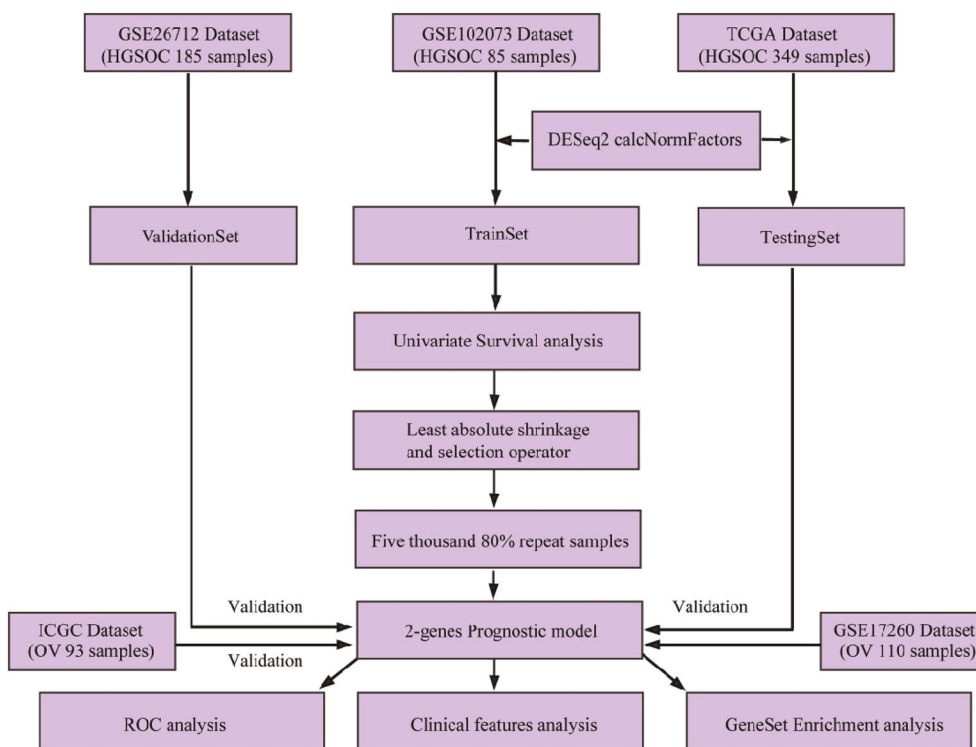 GSE26712 Dataset
(HGSOC 185 samples)
GSE102073 Dataset
(HGSOC 85 samples)
TCGA Dataset
(HGSOC 349 samples)
DESeq2 calcNormFactors
ValidationSet
TrainSet
TestingSet
Univariate Survival analysis
Least absolute shrinkage
and selection operator
Five thousand 80% repeat samples
Validation
Validation
ICGC Dataset
(OV 93 samples)
2-genes Prognostic model
GSE17260 Dataset
(OV 110 samples)
Validation
ROC analysis
Clinical features analysis
GeneSet Enrichment analysis